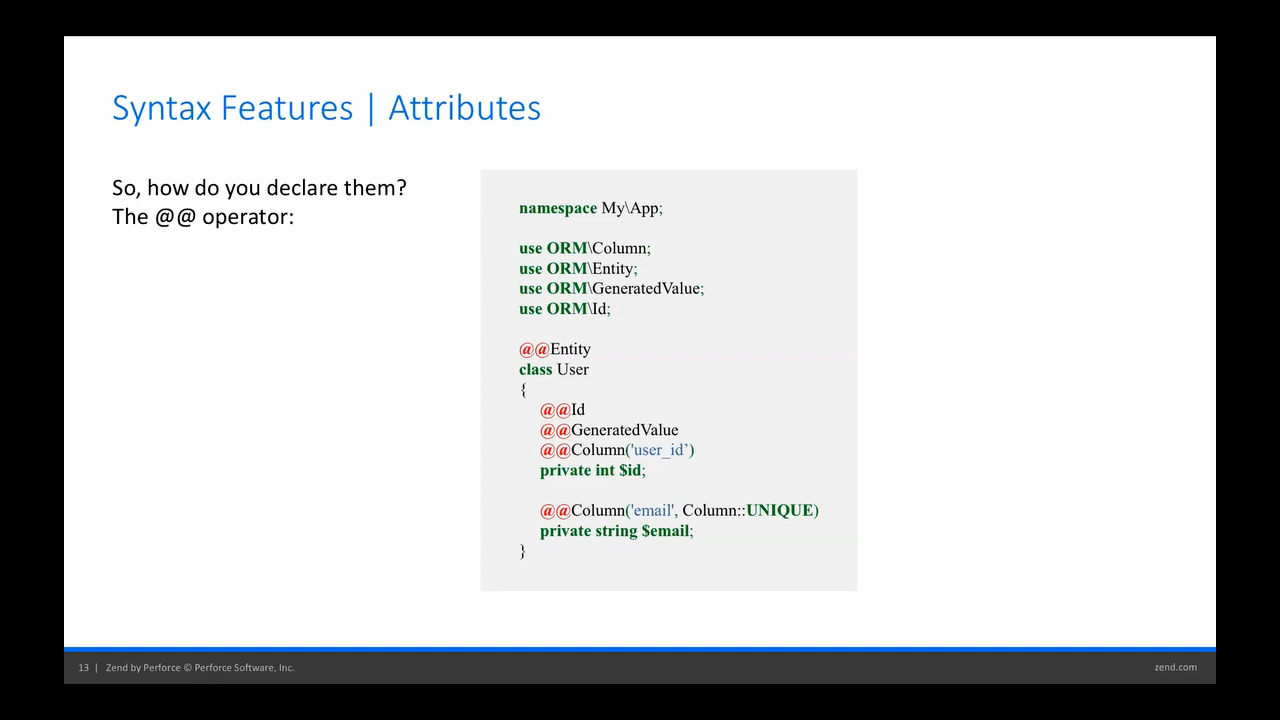 Syntax Features | Attributes
So, how do you declare them?
The @@ operator:
namespace My\App;
use ORM\Column;
use ORM\Entity;
use ORM\GeneratedValue;
use ORM\Id;
@@Entity
class User
{
@@Id
@@GeneratedValue
@@Column('user_id’)
private int $id;
@@Column('email', Column::UNIQUE)
private string $email;
}
13 | Zend by Perforce © Perforce Software, Inc.
zend.com